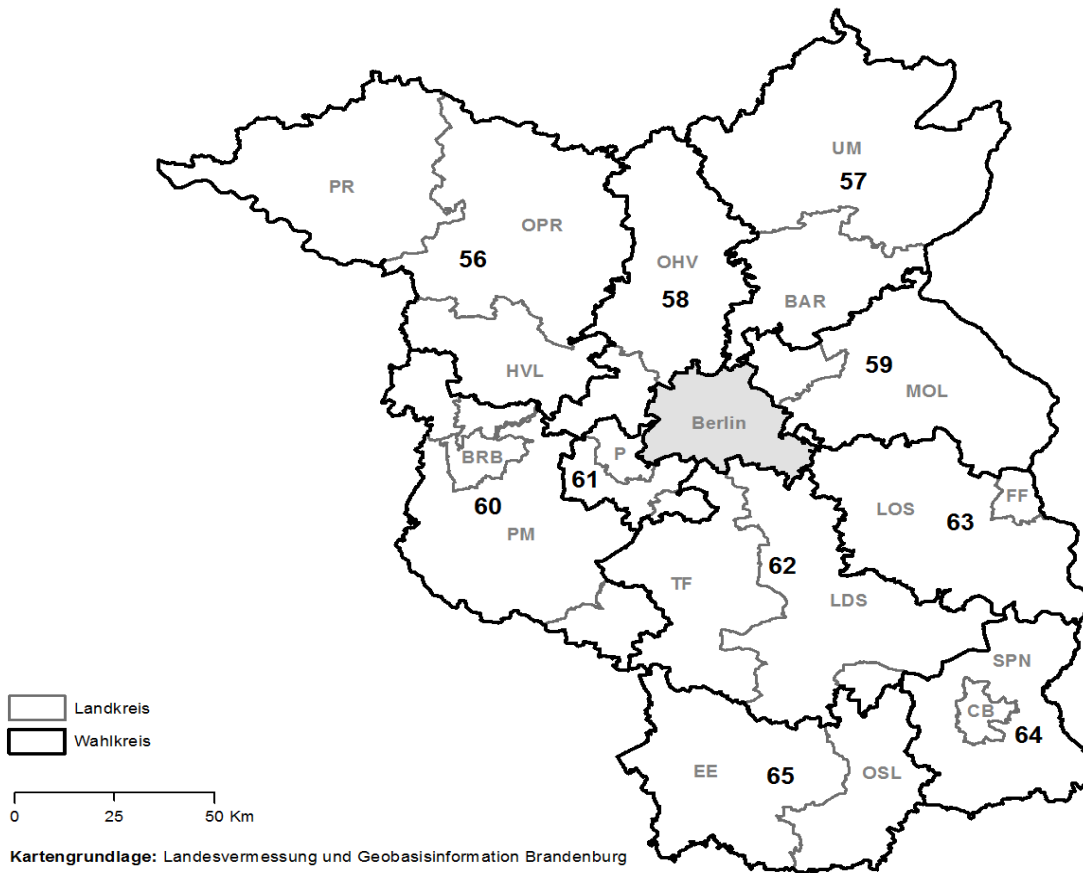 UM
57
PR
OPR
56
OHV
58
BAR
59
MOL
HVL
Berlin
BRB
P
61
60
PM
LOS
63
FF
62
TF
LDS
SPN
CB
64
EE
65
OSL
Landkreis
Wahlkreis
0 25 50 Km
Kartengrundlage: Landesvermessung und Geobasisinformation Brandenburg